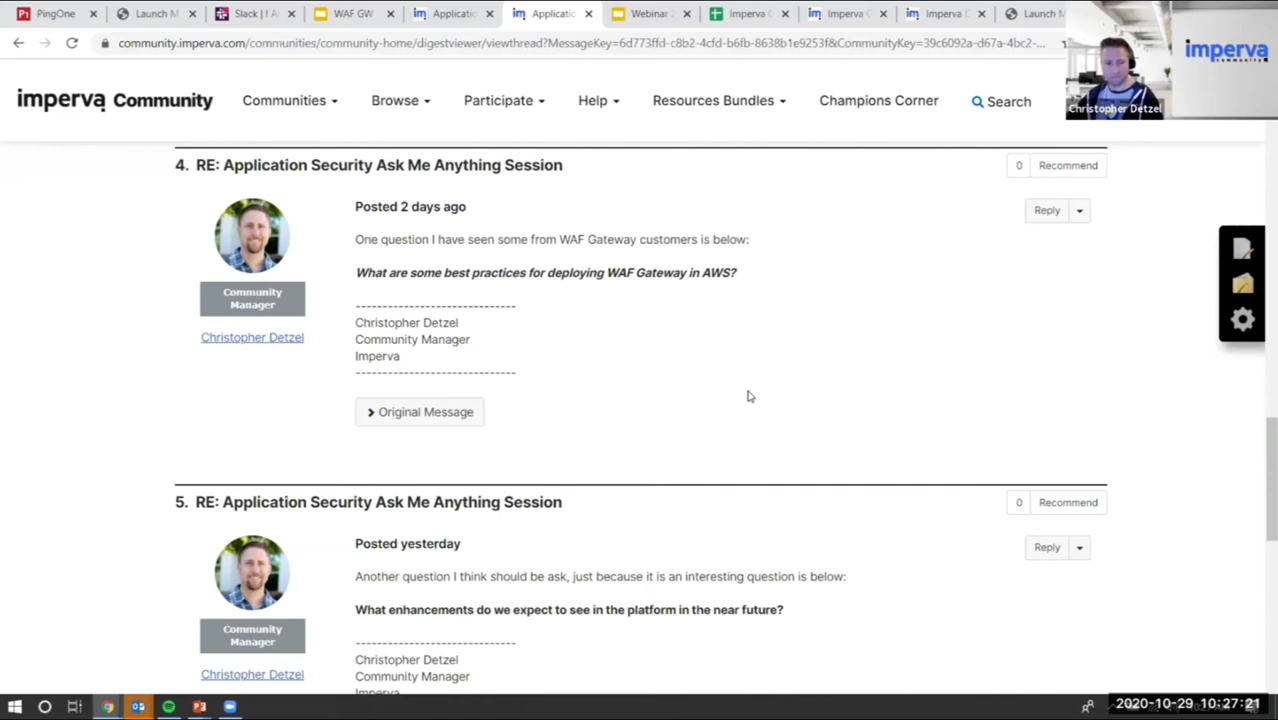 PingOne
Launch M
Slack | I A
WAF GW
Applicatio
Applicatio
Webinar 2
Imperva C
Imperva C
Imperva D
Launch M
community.imperva.com/communities/community-home/digestviewer/viewthread?MessageKey=6d773ffd-c8b2-4cfd-b6fb-8638b1e9253f&CommunityKey=39c6092a-d67a-4bc2-...
imperva
community
Christopher Detzel
imperva Community
Communities
Browse
Participate
Help
Resources Bundles
Champions Corner
Search
4. RE: Application Security Ask Me Anything Session
0 Recommend
Posted 2 days ago
Reply
One question I have seen some from WAF Gateway customers is below:
What are some best practices for deploying WAF Gateway in AWS?
Community
Manager
Christopher Detzel
------------------------------
Christopher Detzel
Community Manager
Imperva
------------------------------
Original Message
5. RE: Application Security Ask Me Anything Session
0 Recommend
Posted yesterday
Reply
Another question I think should be ask, just because it is an interesting question is below:
What enhancements do we expect to see in the platform in the near future?
Community
Manager
Christopher Detzel
------------------------------
Christopher Detzel
Community Manager
Imperva
2020-10-29 10:27:21